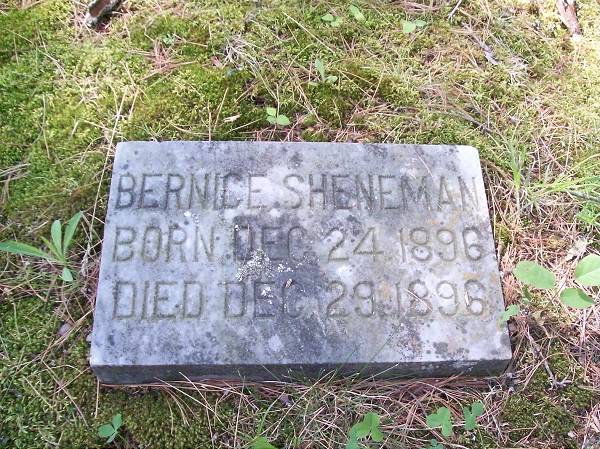 BERNICE SHENEMAN
BORN DEC 24 1896
DIED DEC 29 1896